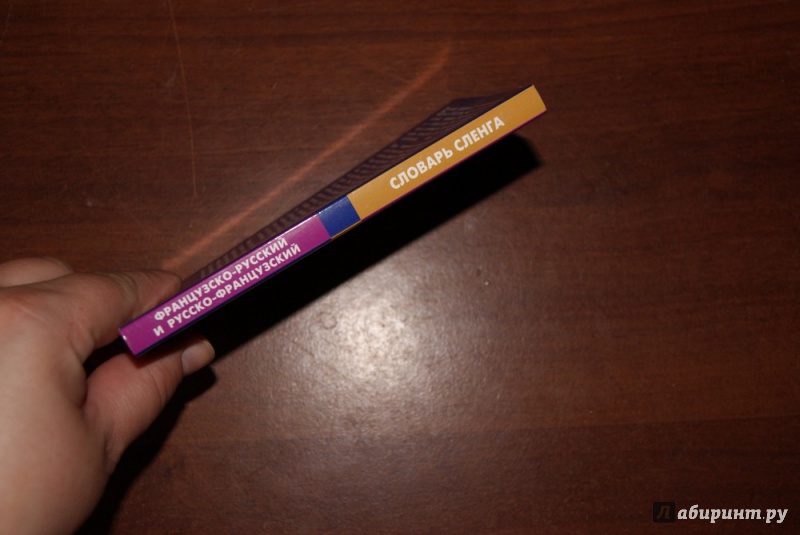 ФРАНЦУЗСКО-РУССКИЙ
И РУССКО-ФРАНЦУЗСКИЙ
СЛОВАРЬ СЛЕНГА
Лабиринт.ру